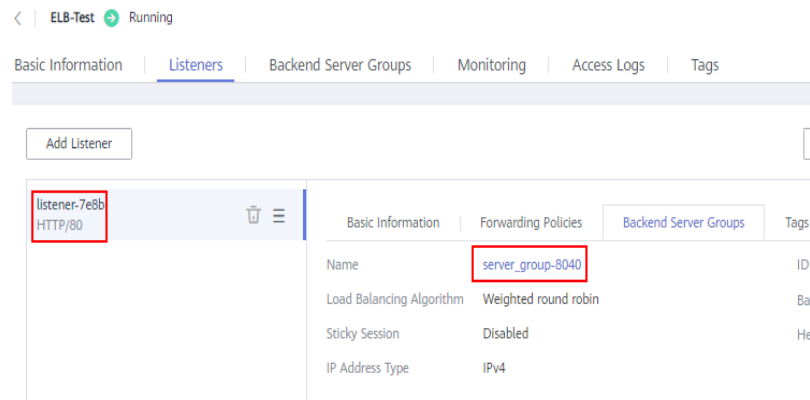 ELB-Test Running
Basic Information Listeners Backend Server Groups Monitoring Access Logs Tags
Add Listener
listener-7e8b
HTTP/80
Basic Information Forwarding Policies Backend Server Groups Tags
Name server_group-8040 ID
Load Balancing Algorithm Weighted round robin Ba
Sticky Session Disabled He
IP Address Type IPv4